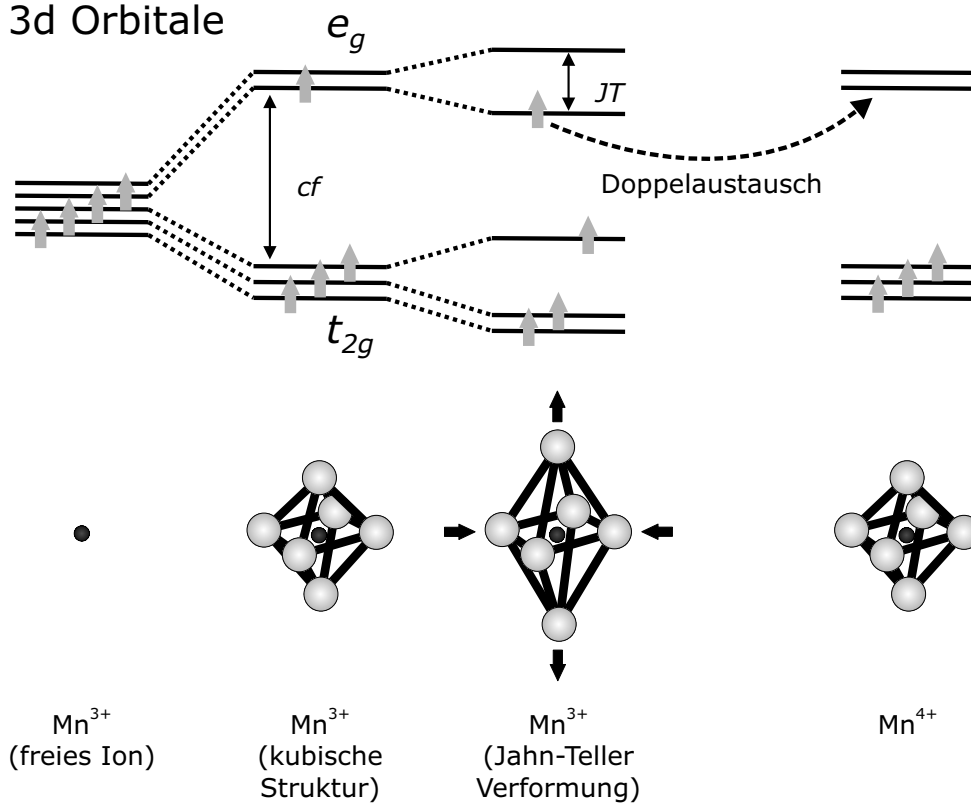 3d Orbitale
e_g
JT
cf
Doppelaustausch
t_2g
Mn³⁺
(freies Ion)
Mn³⁺
(kubische
Struktur)
Mn³⁺
(Jahn-Teller
Verformung)
Mn⁴⁺